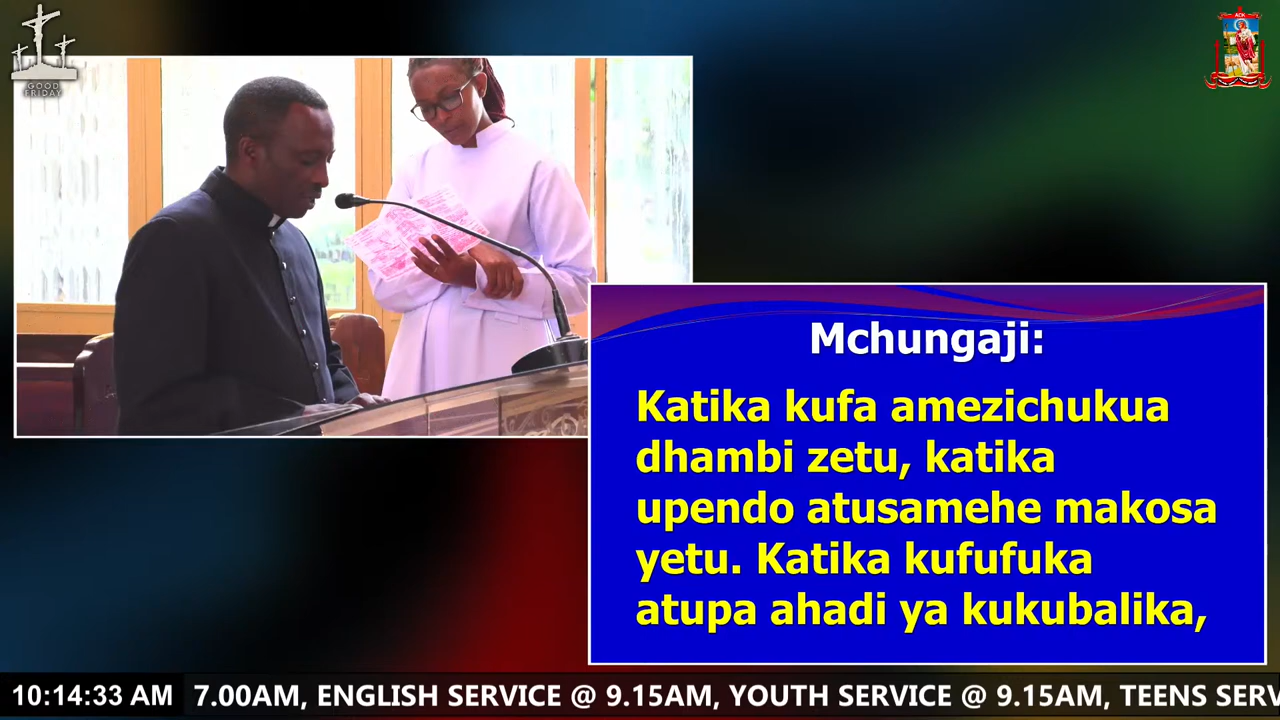 GOOD
FRIDAY
ACK
Mchungaji:
Katika kufa amezichukua
dhambi zetu, katika
upendo atusamehe makosa
yetu. Katika kufufuka
atupa ahadi ya kukubalika,
10:14:33 AM 7.00AM, ENGLISH SERVICE @ 9.15AM, YOUTH SERVICE @ 9.15AM, TEENS SERV